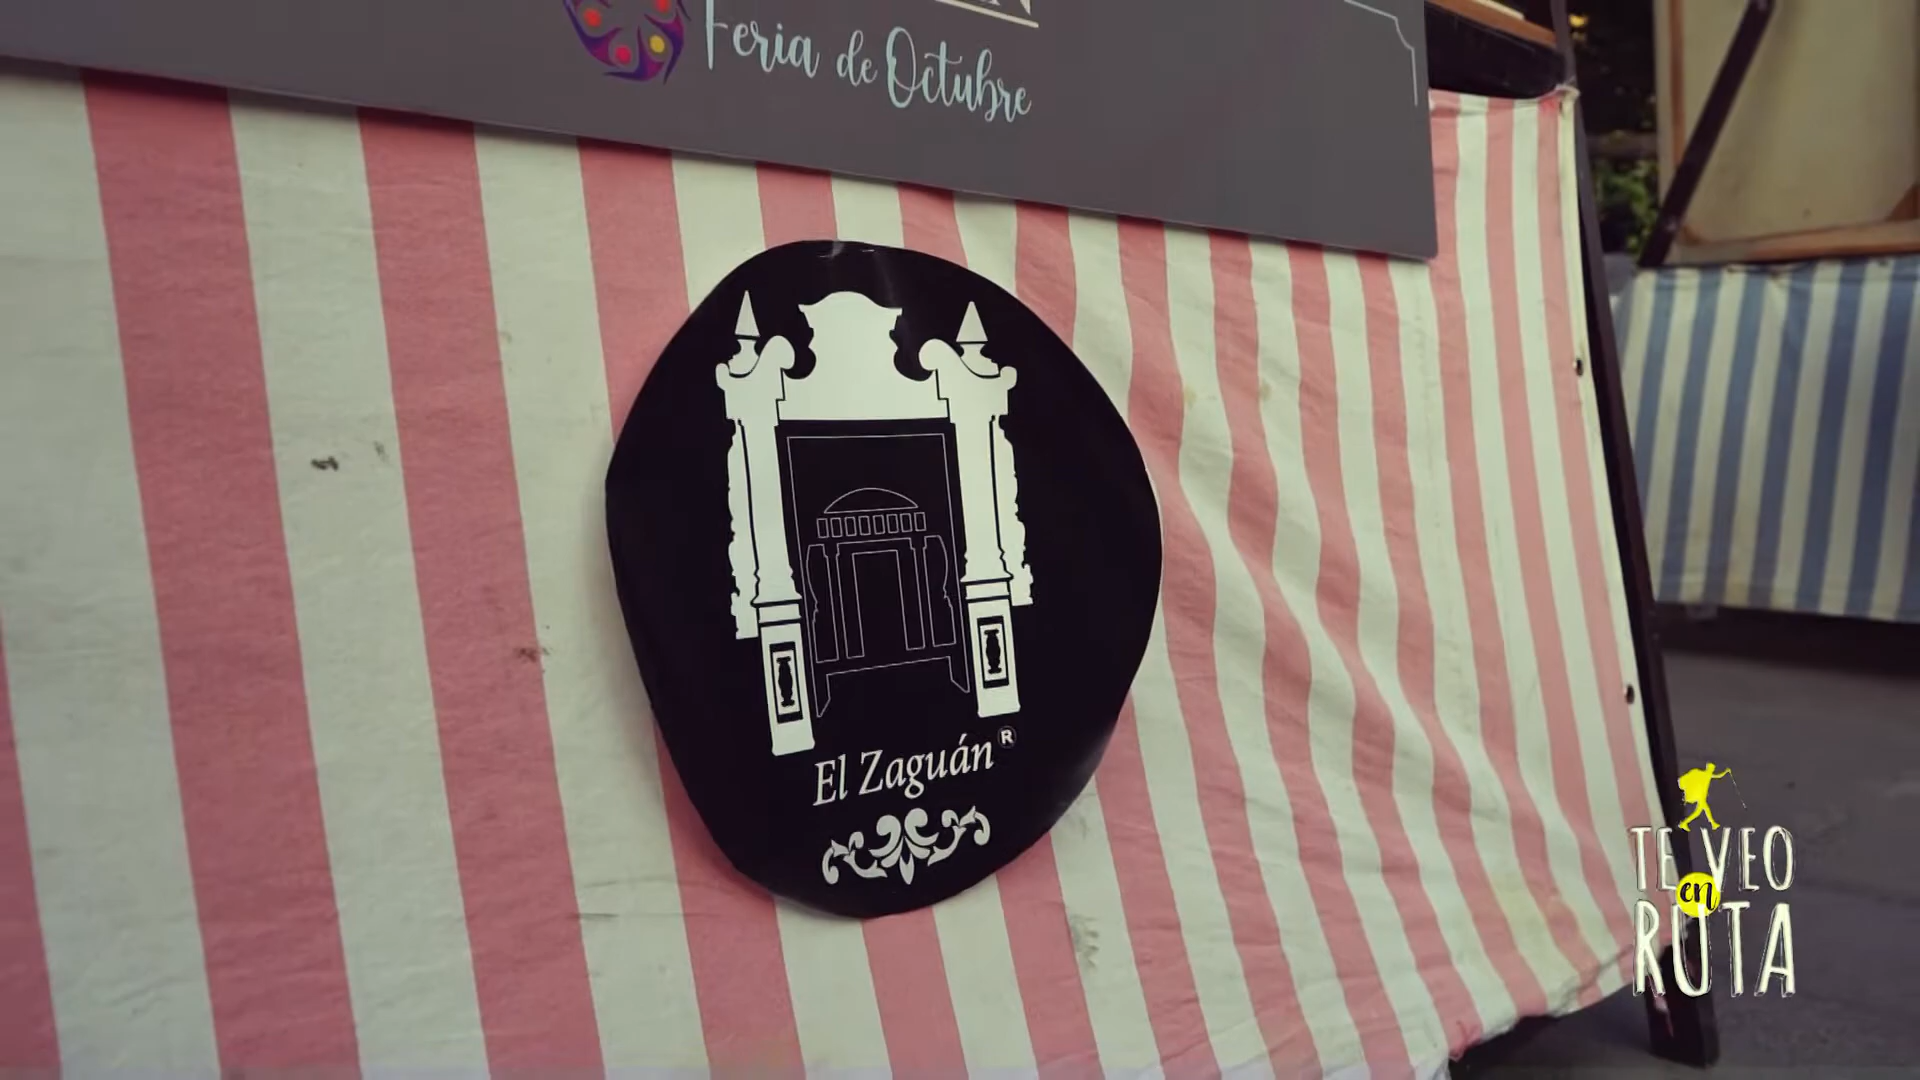 Feria de Octubre
El Zaguán®
TE VEO
en
RUTA